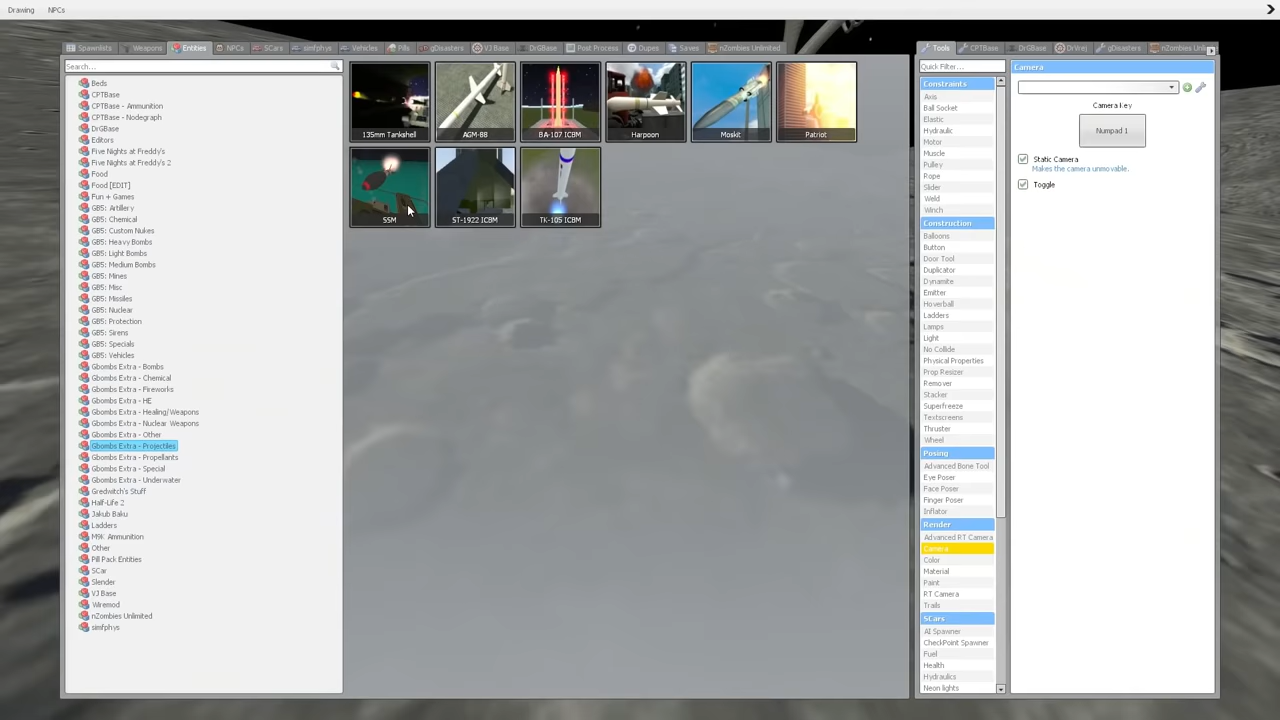 Drawing NPCs
Spawnlists Weapons Entities NPCs SCars simfphys Vehicles Pills gDisasters VJ Base DrGBase Post Process Dupes Saves nZombies Unlimited
Search...
Beds
CPTBase
CPTBase - Ammunition
CPTBase - Nodegraph
DrGBase
Editors
Five Nights at Freddy's
Five Nights at Freddy's 2
Food
Food [EDIT]
Fun + Games
GB5: Artillery
GB5: Chemical
GB5: Custom Nukes
GB5: Heavy Bombs
GB5: Light Bombs
GB5: Medium Bombs
GB5: Mines
GB5: Misc
GB5: Missiles
GB5: Nuclear
GB5: Protection
GB5: Sirens
GB5: Specials
GB5: Vehicles
Gbombs Extra - Bombs
Gbombs Extra - Chemical
Gbombs Extra - Fireworks
Gbombs Extra - HE
Gbombs Extra - Healing/Weapons
Gbombs Extra - Nuclear Weapons
Gbombs Extra - Other
Gbombs Extra - Projectiles
Gbombs Extra - Propellants
Gbombs Extra - Special
Gbombs Extra - Underwater
Gredwitch's Stuff
Half-Life 2
Jakub Baku
Ladders
M9K Ammunition
Other
Pill Pack Entities
SCar
Slender
VJ Base
Wiremod
nZombies Unlimited
simfphys
135mm Tankshell AGM-88 BA-107 ICBM Harpoon Moskit Patriot
SSM ST-1922 ICBM TK-105 ICBM
Tools CPTBase DrGBase DrVrej gDisasters nZombies Unli
Quick Filter...
Constraints
Axis
Ball Socket
Elastic
Hydraulic
Motor
Muscle
Pulley
Rope
Slider
Weld
Winch
Construction
Balloons
Button
Door Tool
Duplicator
Dynamite
Emitter
Hoverball
Ladders
Lamps
Light
No Collide
Physical Properties
Prop Resizer
Remover
Stacker
Superfreeze
Textscreens
Thruster
Wheel
Posing
Advanced Bone Tool
Eye Poser
Face Poser
Finger Poser
Inflator
Render
Advanced RT Camera
Camera
Color
Material
Paint
RT Camera
Trails
SCars
AI Spawner
CheckPoint Spawner
Fuel
Health
Hydraulics
Neon lights
Camera
Camera Key
Numpad 1
Static Camera
Makes the camera unmovable.
Toggle